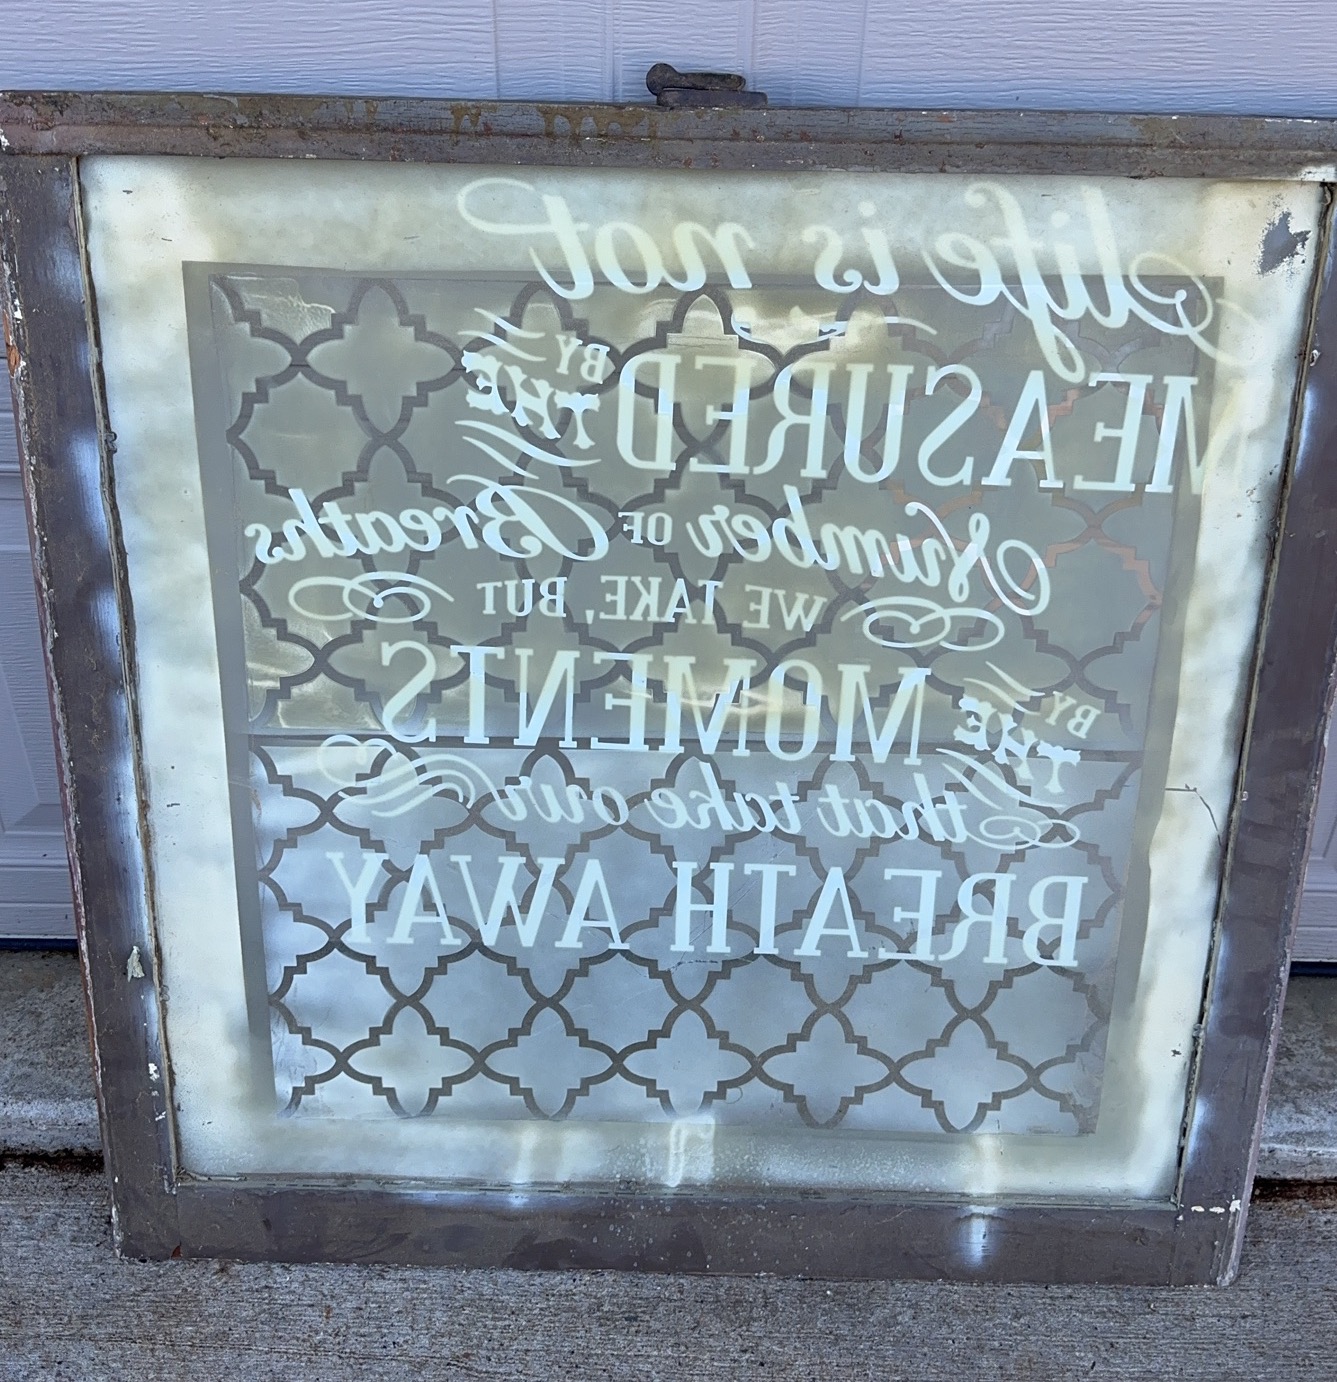 Life is not
MEASURED BY THE
Number OF Breaths
WE TAKE, BUT
BY THE MOMENTS
that take our
BREATH AWAY